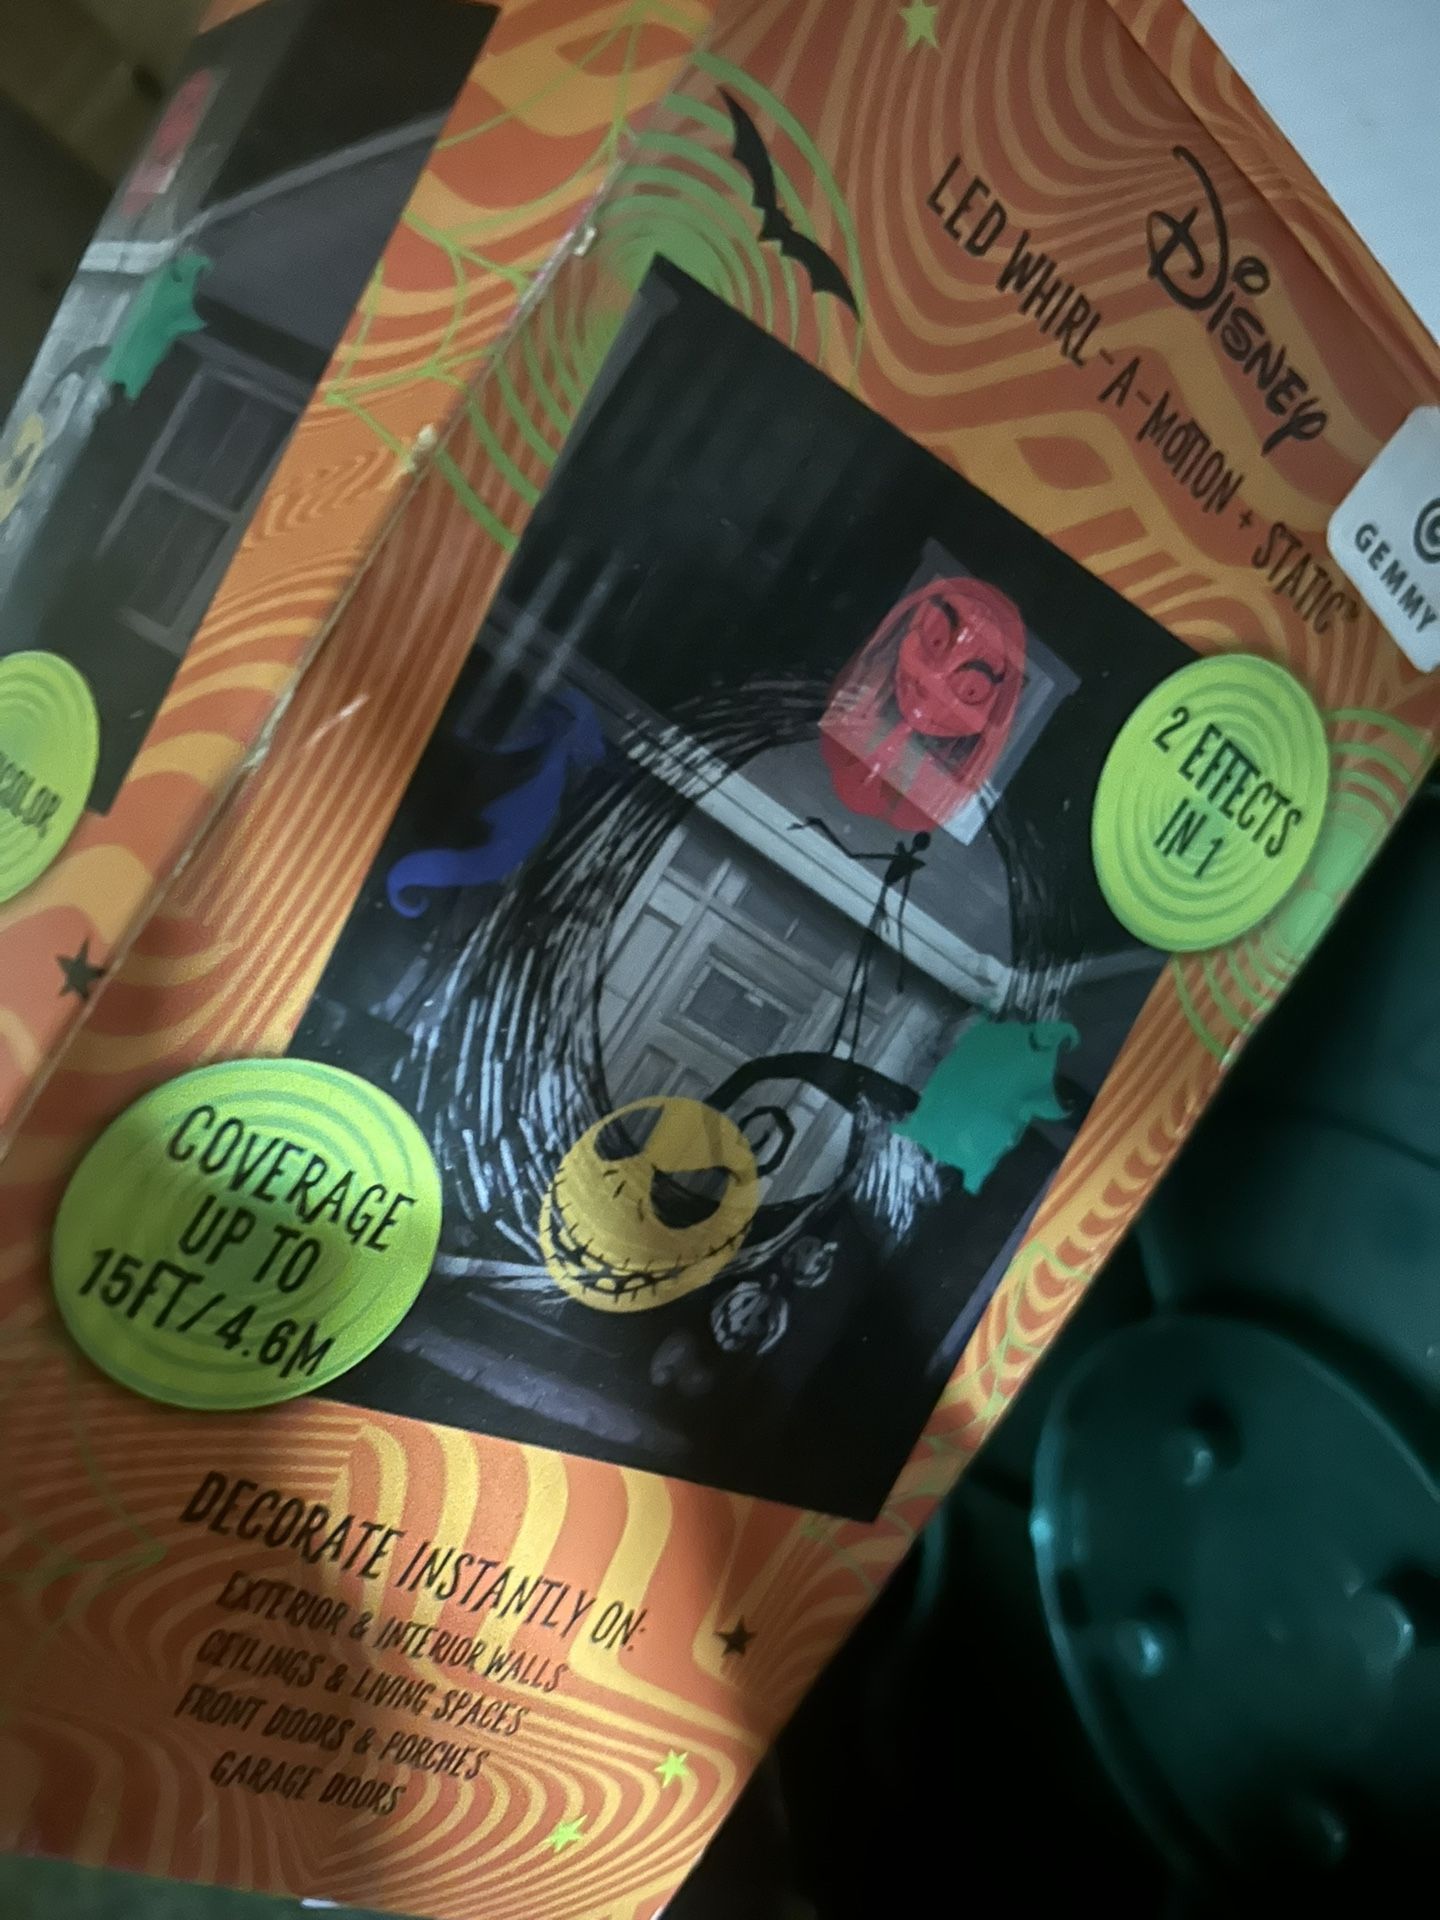 Disney
LED WHIRL-A-MOTION + STATIC™
GEMMY
2 EFFECTS
IN 1
COVERAGE
UP TO
15FT/4.6M
DECORATE INSTANTLY ON:
EXTERIOR & INTERIOR WALLS
CEILINGS & LIVING SPACES
FRONT DOORS & PORCHES
GARAGE DOORS